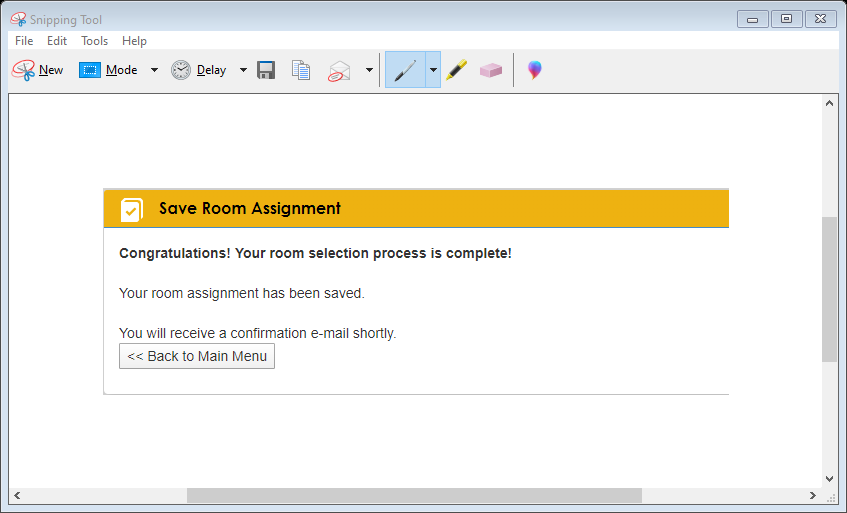 Snipping Tool
File Edit Tools Help
New Mode Delay
Save Room Assignment
Congratulations! Your room selection process is complete!
Your room assignment has been saved.
You will receive a confirmation e-mail shortly.
<< Back to Main Menu